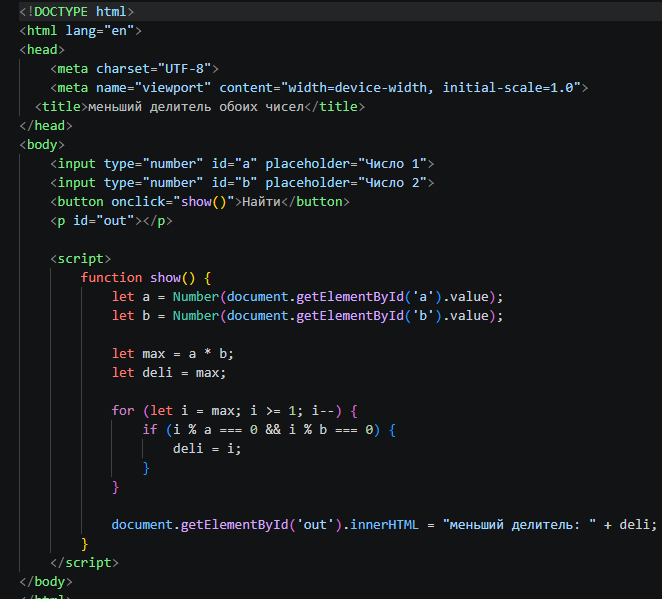 <!DOCTYPE html>
<html lang="en">
<head>
    <meta charset="UTF-8">
    <meta name="viewport" content="width=device-width, initial-scale=1.0">
  <title>меньший делитель обоих чисел</title>
</head>
<body>
    <input type="number" id="a" placeholder="Число 1">
    <input type="number" id="b" placeholder="Число 2">
    <button onclick="show()">Найти</button>
    <p id="out"></p>

    <script>
        function show() {
            let a = Number(document.getElementById('a').value);
            let b = Number(document.getElementById('b').value);

            let max = a * b;
            let deli = max;

            for (let i = max; i >= 1; i--) {
                if (i % a === 0 && i % b === 0) {
                    deli = i;
                }
            }

            document.getElementById('out').innerHTML = "меньший делитель: " + deli;
        }
    </script>
</body>
</html>